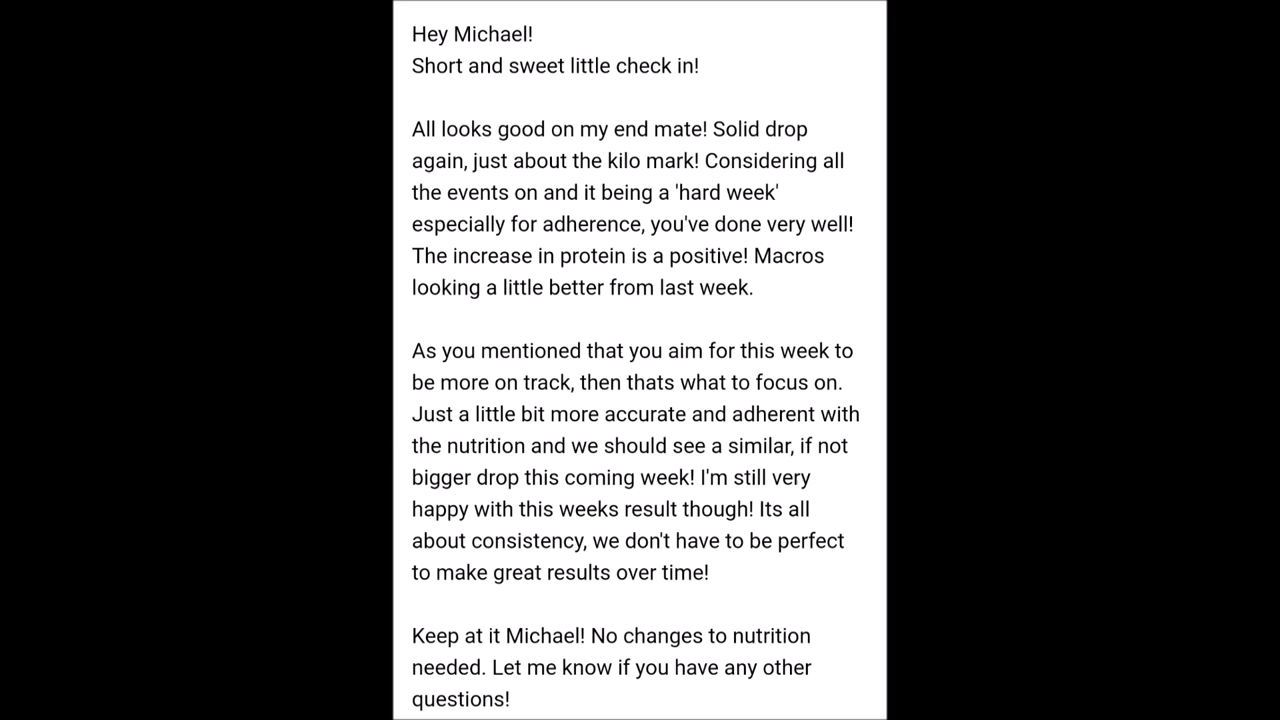 Hey Michael!
Short and sweet little check in!
All looks good on my end mate! Solid drop
again, just about the kilo mark! Considering all
the events on and it being a 'hard week'
especially for adherence, you've done very well!
The increase in protein is a positive! Macros
looking a little better from last week.
As you mentioned that you aim for this week to
be more on track, then thats what to focus on.
Just a little bit more accurate and adherent with
the nutrition and we should see a similar, if not
bigger drop this coming week! I'm still very
happy with this weeks result though! Its all
about consistency, we don't have to be perfect
to make great results over time!
Keep at it Michael! No changes to nutrition
needed. Let me know if you have any other
questions!